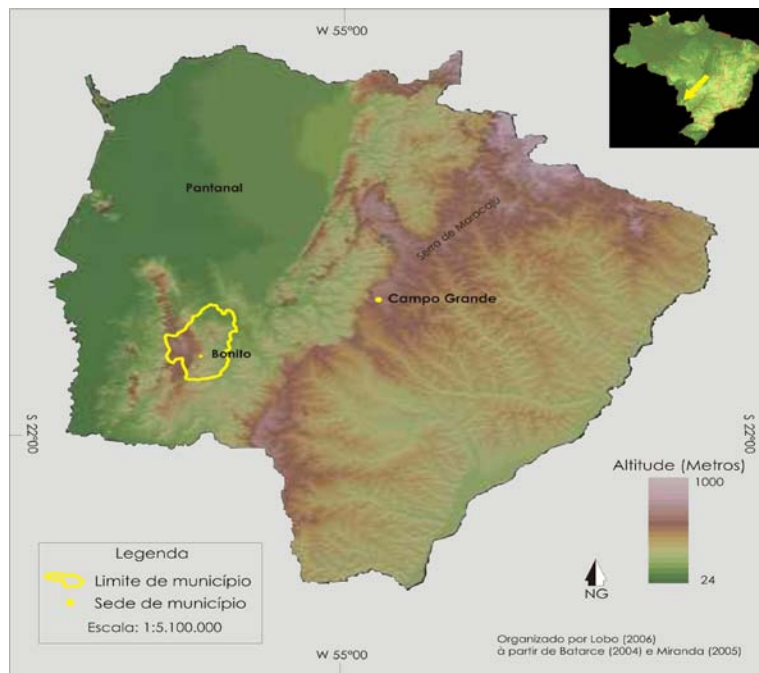 W 55º00
Pantanal
Serra de Maracajú
Campo Grande
Bonito
S 22º00
S 22º00
Altitude (Metros)
1000
24
NG
Legenda
Limite de município
Sede de município
Escala: 1:5.100.000
Organizado por Lobo (2006)
à partir de Batarce (2004) e Miranda (2005)
W 55º00